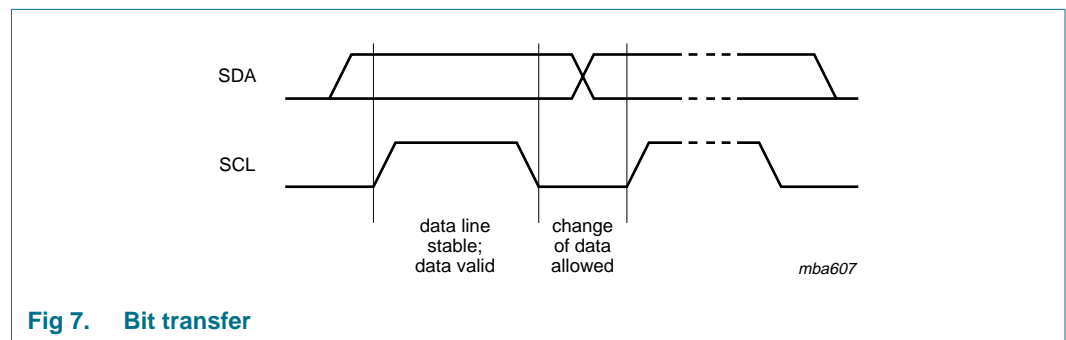 SDA
SCL
data line
stable;
data valid
change
of data
allowed
mba607
Fig 7. Bit transfer